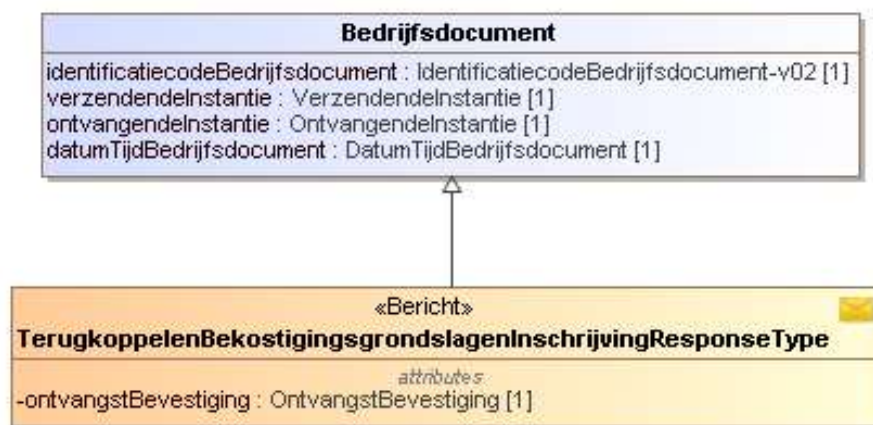 Bedrijfsdocument
identificatiecodeBedrijfsdocument : IdentificatiecodeBedrijfsdocument-v02 [1]
verzendendeInstantie : VerzendendeInstantie [1]
ontvangendeInstantie : OntvangendeInstantie [1]
datumTijdBedrijfsdocument : DatumTijdBedrijfsdocument [1]
«Bericht»
TerugkoppelenBekostigingsgrondslagenInschrijvingResponseType
attributes
-ontvangstBevestiging : OntvangstBevestiging [1]